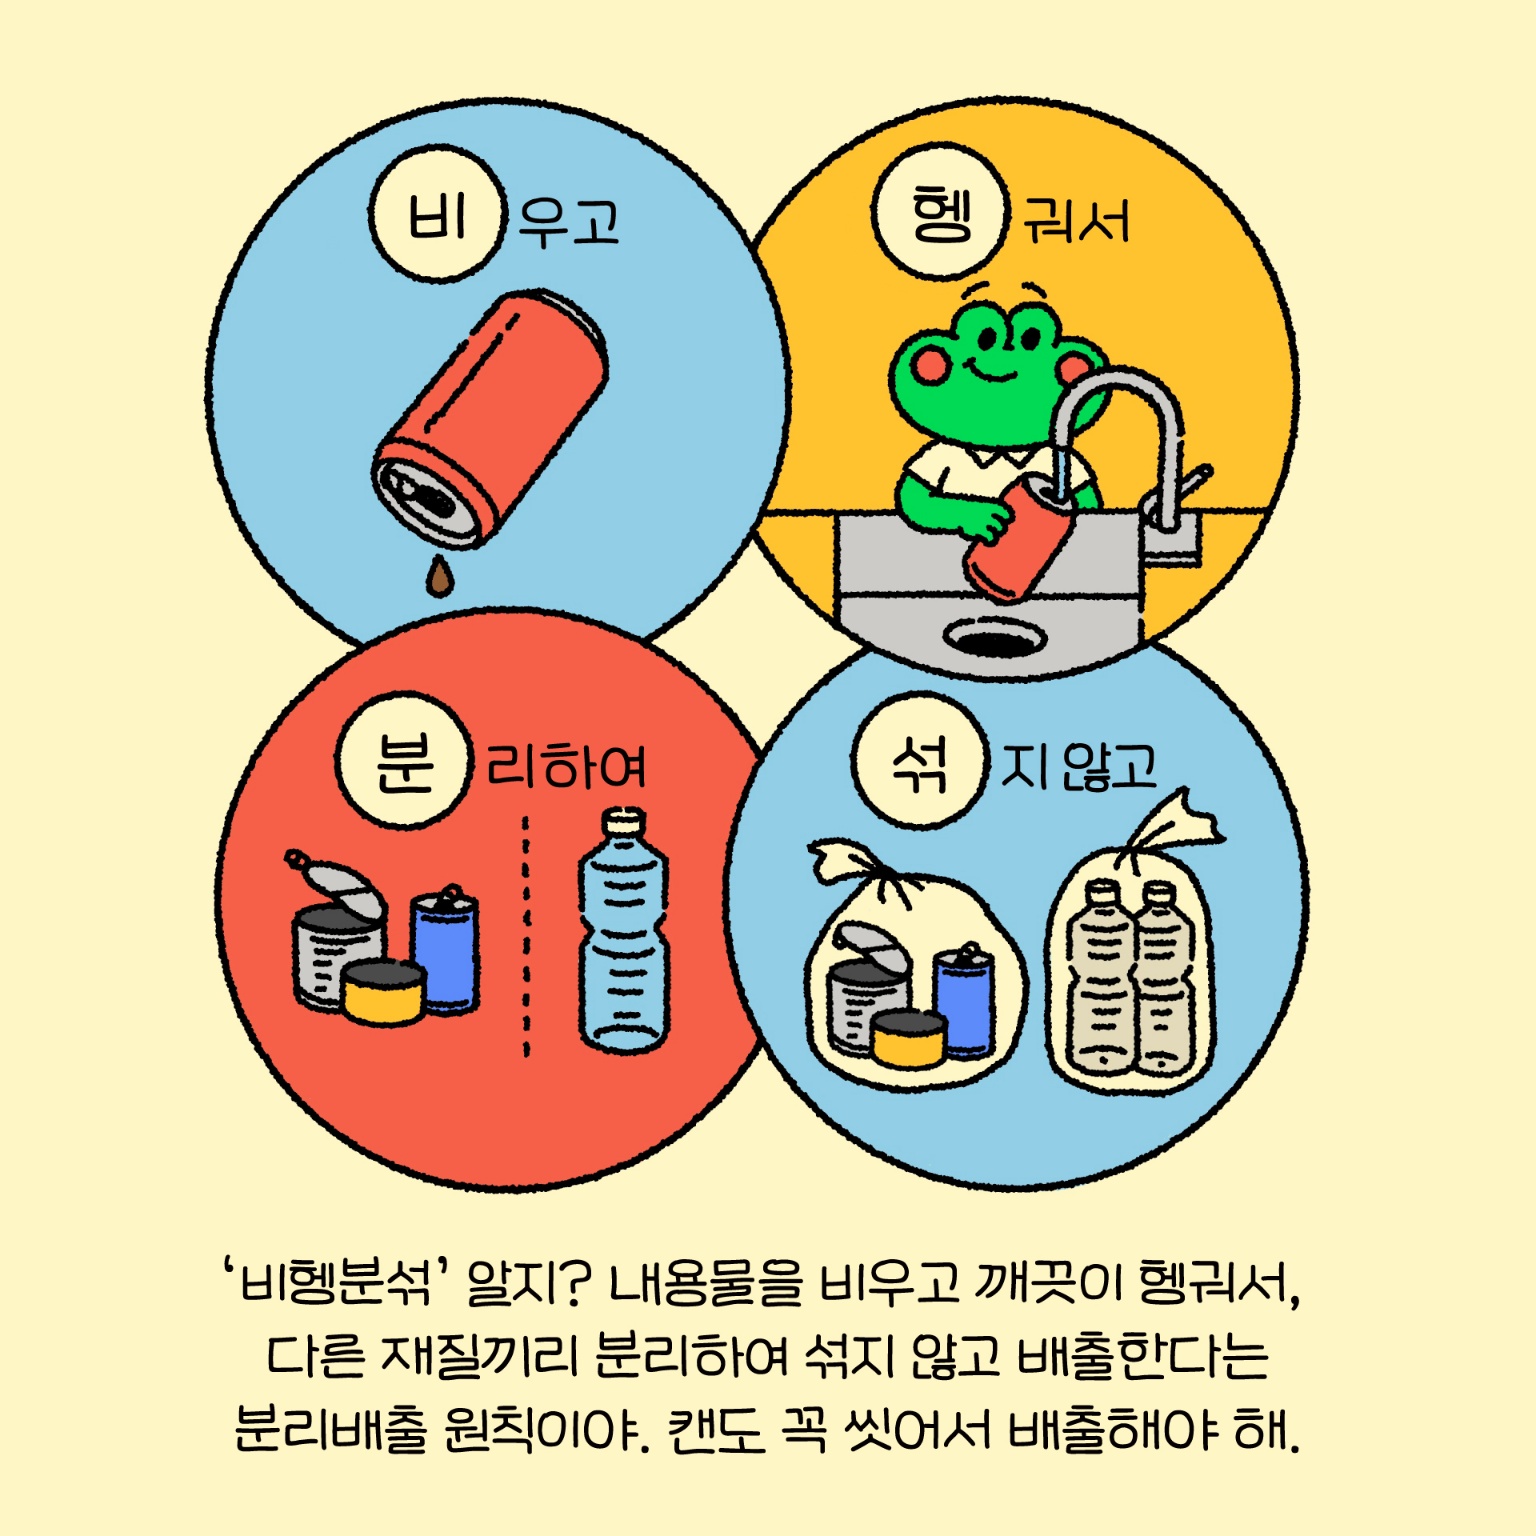 비우고
헹궈서
분리하여
섞지 않고
‘비헹분섞’ 알지? 내용물을 비우고 깨끗이 헹궈서,
다른 재질끼리 분리하여 섞지 않고 배출한다는
분리배출 원칙이야. 캔도 꼭 씻어서 배출해야 해.